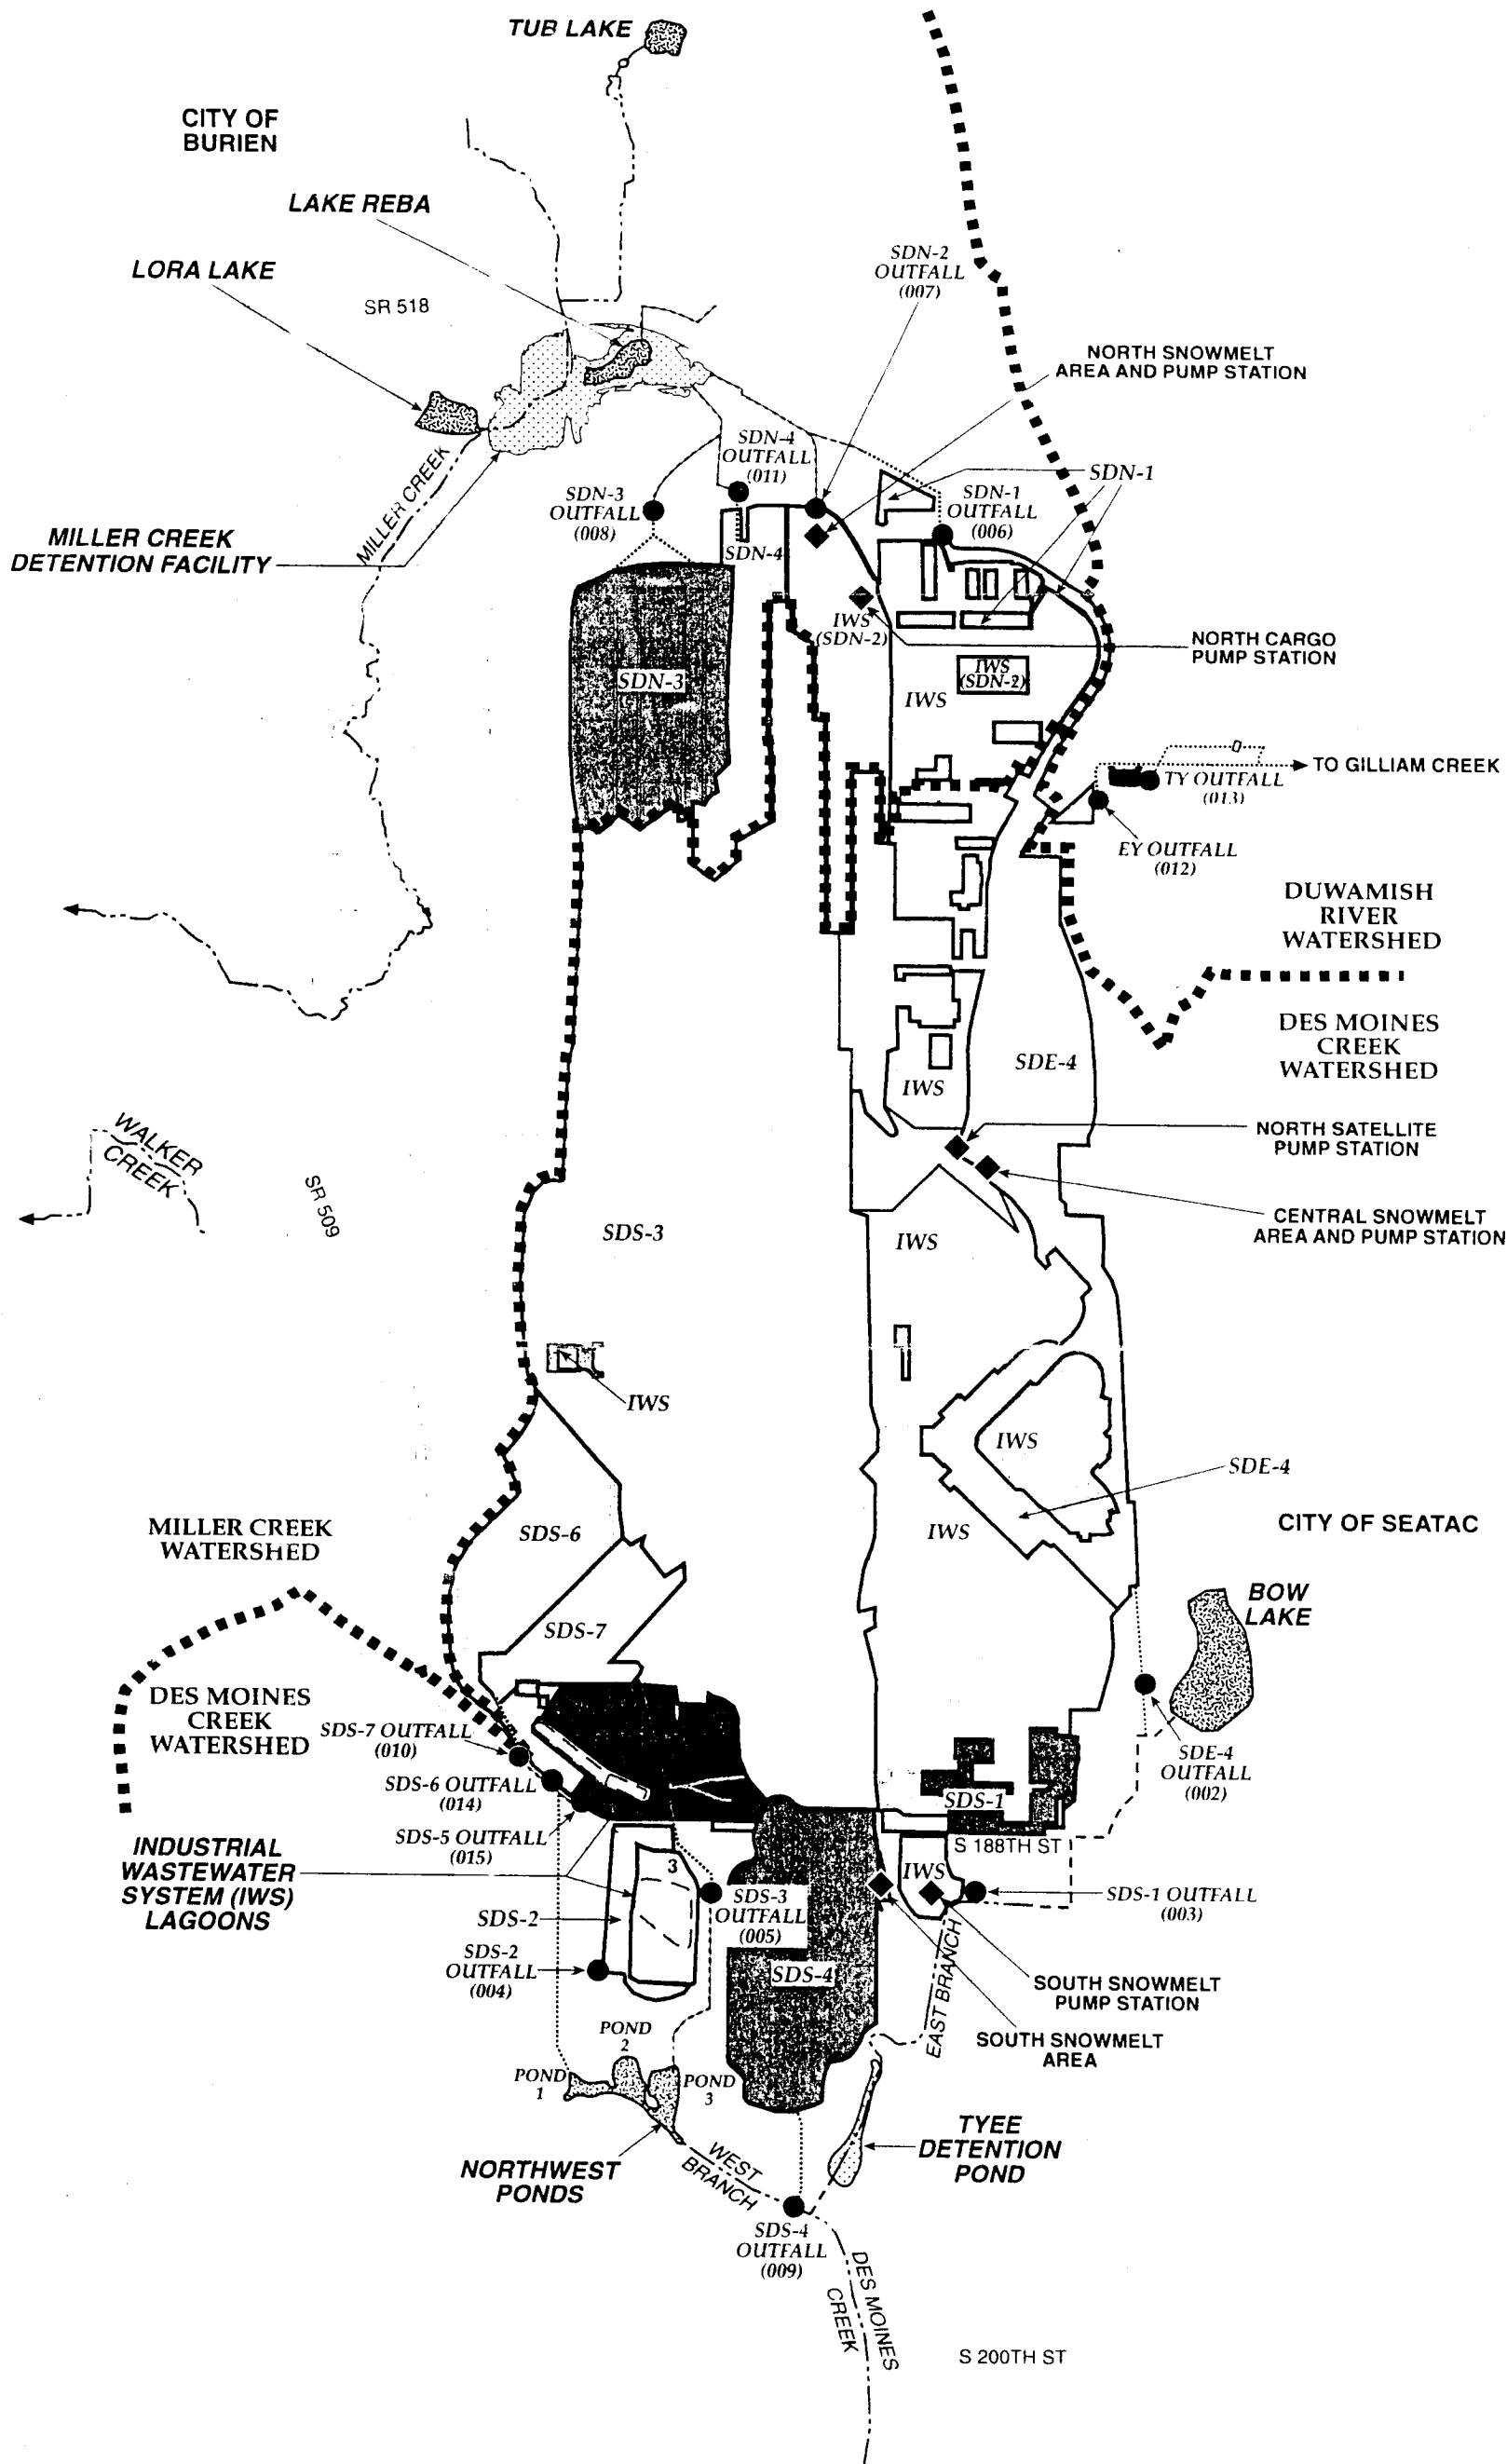 TUB LAKE
CITY OF
BURIEN
LAKE REBA
LORA LAKE
SR 518
SDN-2
OUTFALL
(007)
NORTH SNOWMELT
AREA AND PUMP STATION
SDN-4
OUTFALL
(011)
SDN-1
SDN-3
OUTFALL
(008)
SDN-1
OUTFALL
(006)
MILLER CREEK
MILLER CREEK
DETENTION FACILITY
SDN-4
IWS
(SDN-2)
NORTH CARGO
PUMP STATION
SDN-3
IWS
(SDN-2)
IWS
TO GILLIAM CREEK
TY OUTFALL
(013)
EY OUTFALL
(012)
DUWAMISH
RIVER
WATERSHED
DES MOINES
CREEK
WATERSHED
SDE-4
IWS
WALKER
CREEK
NORTH SATELLITE
PUMP STATION
SR 509
CENTRAL SNOWMELT
AREA AND PUMP STATION
SDS-3
IWS
IWS
IWS
SDE-4
SDS-6
IWS
CITY OF SEATAC
MILLER CREEK
WATERSHED
BOW
LAKE
SDS-7
DES MOINES
CREEK
WATERSHED
SDS-7 OUTFALL
(010)
SDE-4
OUTFALL
(002)
SDS-6 OUTFALL
(014)
SDS-1
SDS-5 OUTFALL
(015)
S 188TH ST
INDUSTRIAL
WASTEWATER
SYSTEM (IWS)
LAGOONS
3
IWS
SDS-3
OUTFALL
(005)
SDS-1 OUTFALL
(003)
SDS-2
SDS-2
OUTFALL
(004)
SDS-4
SOUTH SNOWMELT
PUMP STATION
EAST BRANCH
SOUTH SNOWMELT
AREA
POND
2
POND
1
POND
3
TYEE
DETENTION
POND
NORTHWEST
PONDS
WEST
BRANCH
SDS-4
OUTFALL
(009)
DES MOINES
CREEK
S 200TH ST